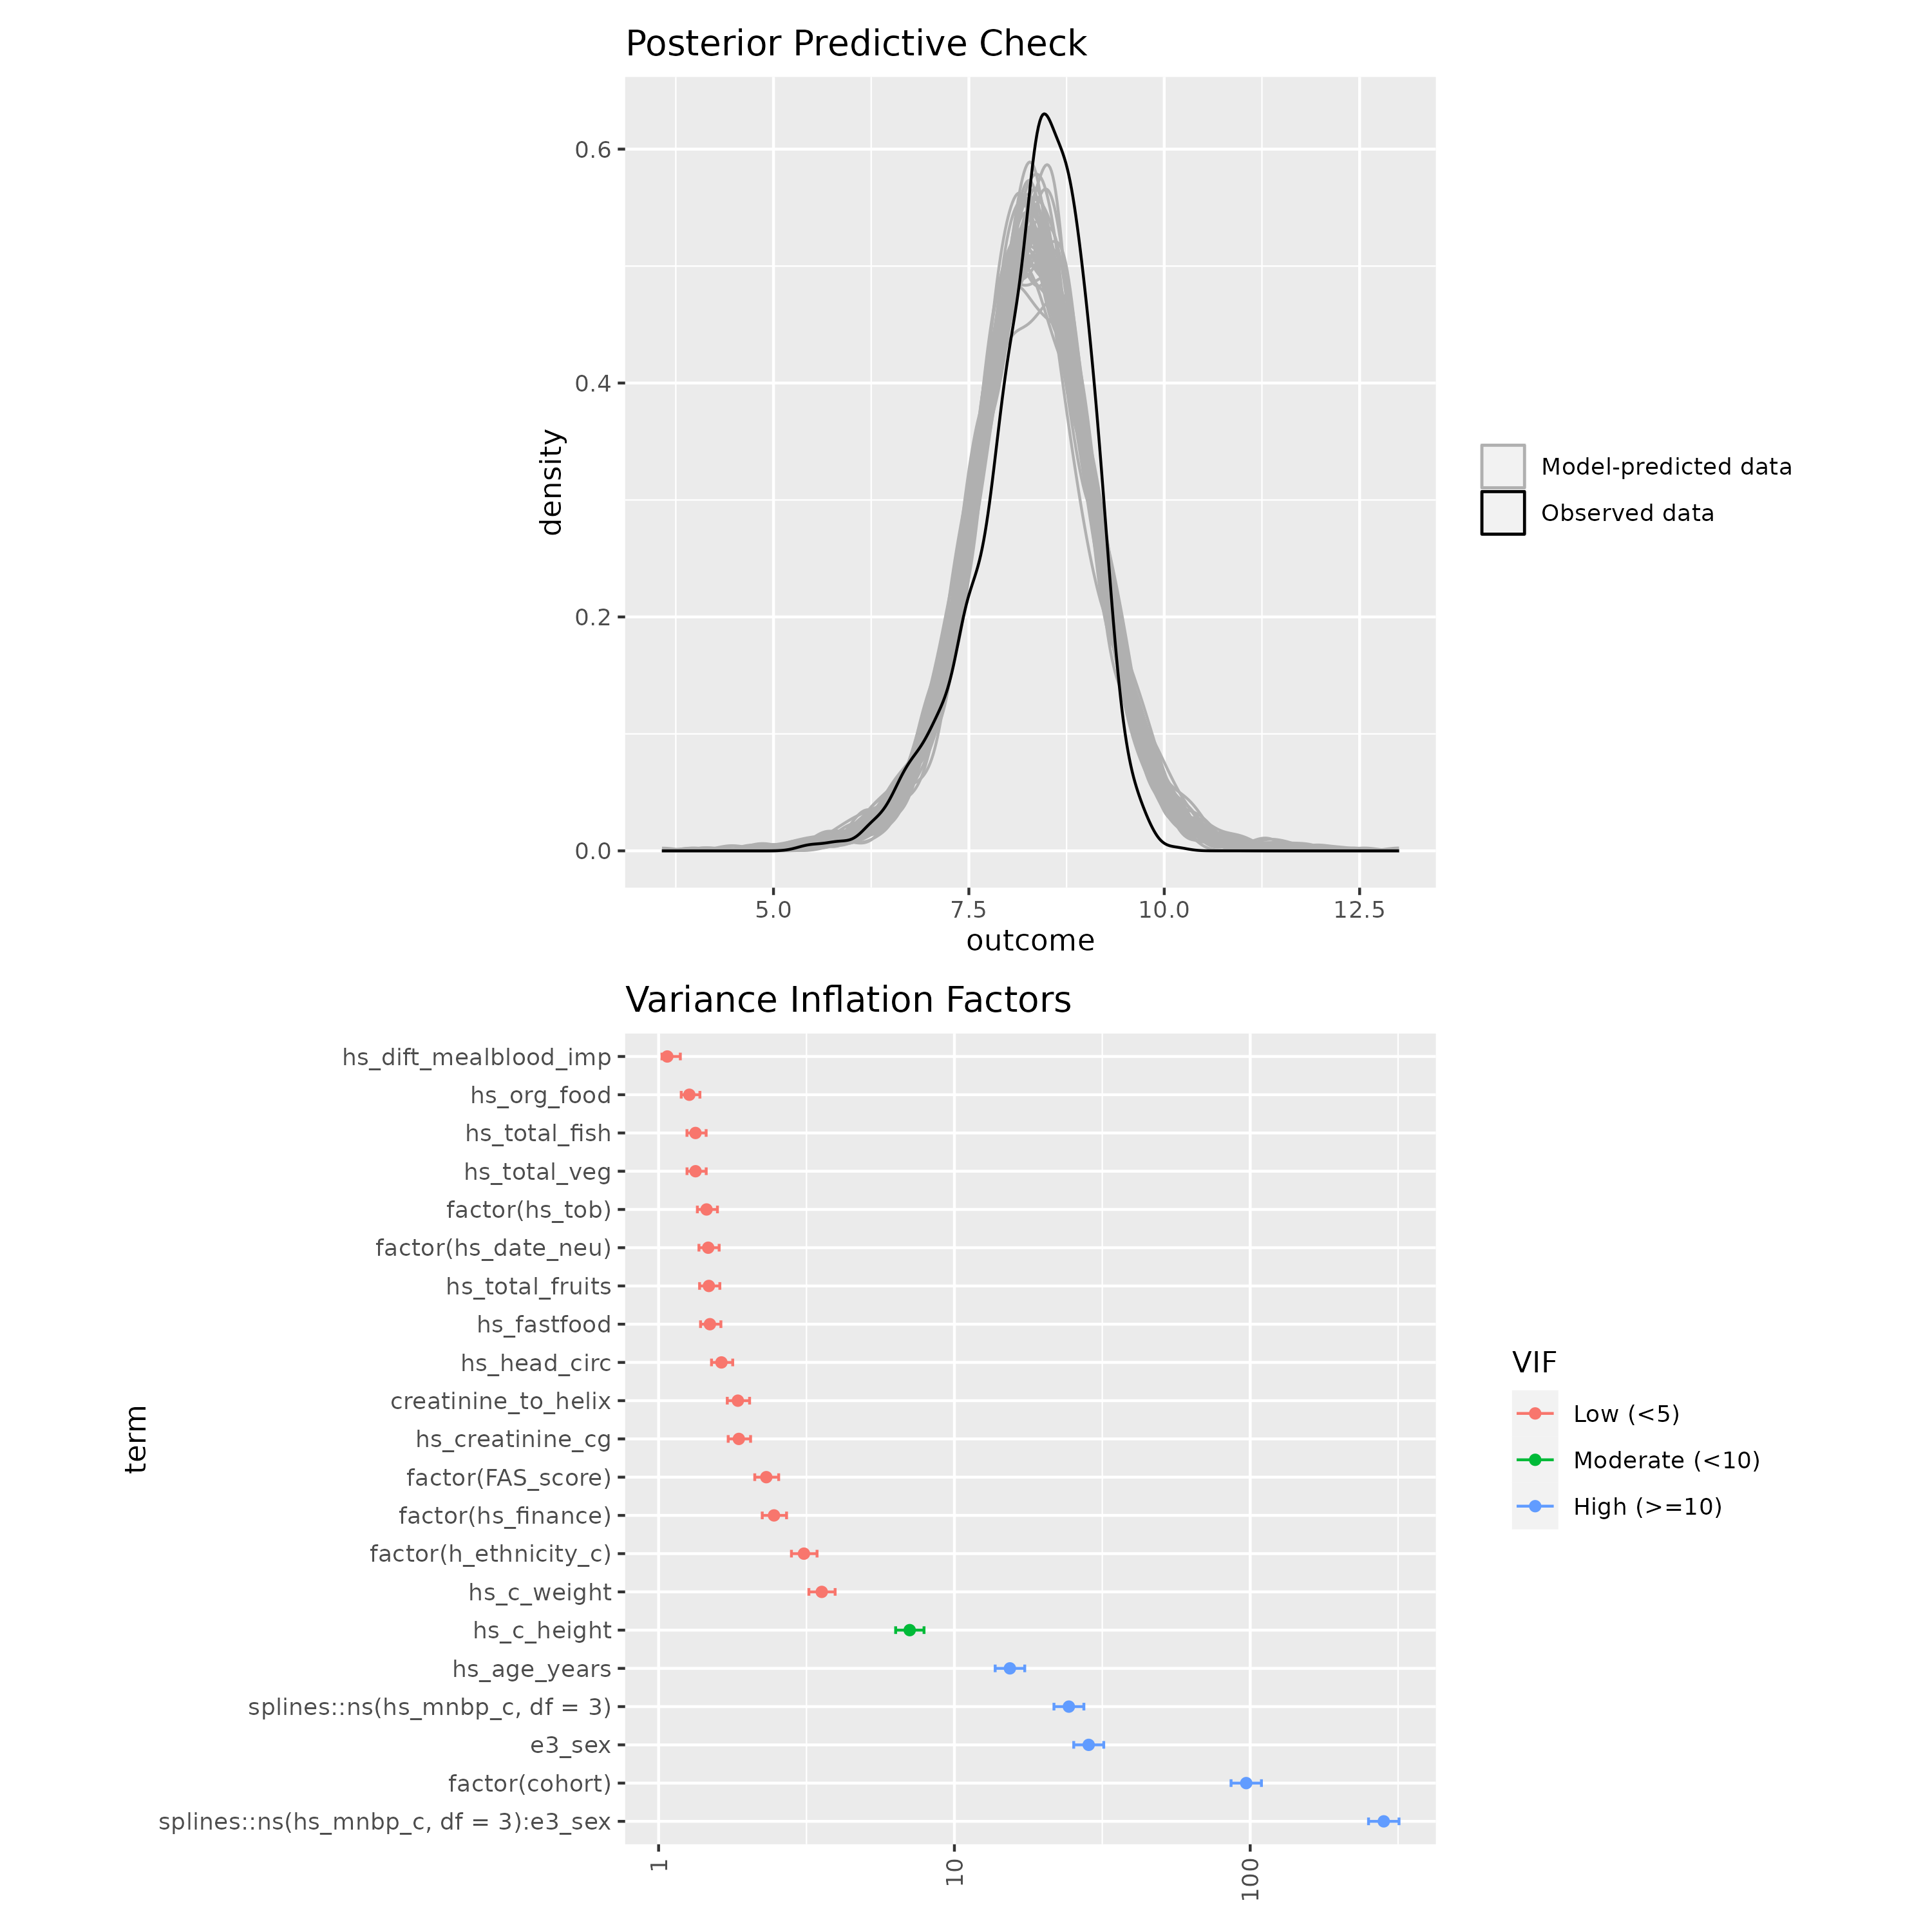 Posterior Predictive Check
0.6
0.4
0.2
0.0
density
5.0 7.5 10.0 12.5
outcome
Model-predicted data
Observed data
Variance Inflation Factors
term
hs_dift_mealblood_imp
hs_org_food
hs_total_fish
hs_total_veg
factor(hs_tob)
factor(hs_date_neu)
hs_total_fruits
hs_fastfood
hs_head_circ
creatinine_to_helix
hs_creatinine_cg
factor(FAS_score)
factor(hs_finance)
factor(h_ethnicity_c)
hs_c_weight
hs_c_height
hs_age_years
splines::ns(hs_mnbp_c, df = 3)
e3_sex
factor(cohort)
splines::ns(hs_mnbp_c, df = 3):e3_sex
1 10 100
VIF
Low (<5)
Moderate (<10)
High (>=10)